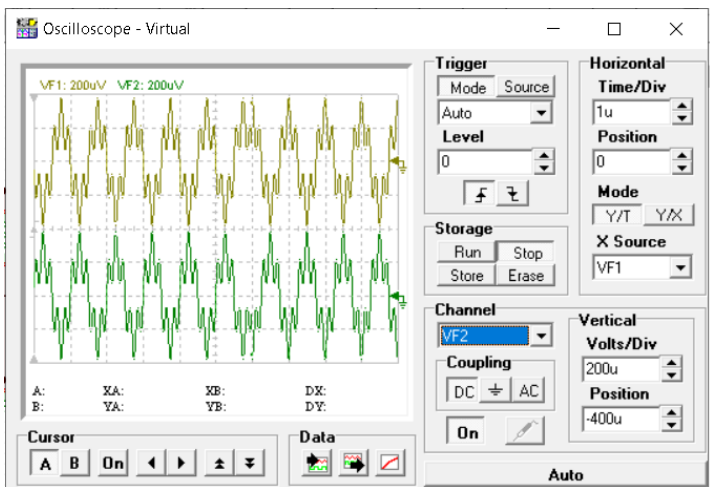 Oscilloscope - Virtual
VF1: 200uV VF2: 200uV
A: XA: XB: DX:
B: YA: YB: DY:
Cursor
A B On
Data
Trigger
Mode Source
Auto
Level
0
Storage
Run Stop
Store Erase
Channel
VF2
Coupling
DC AC
On
Horizontal
Time/Div
1u
Position
0
Mode
Y/T Y/X
X Source
VF1
Vertical
Volts/Div
200u
Position
-400u
Auto